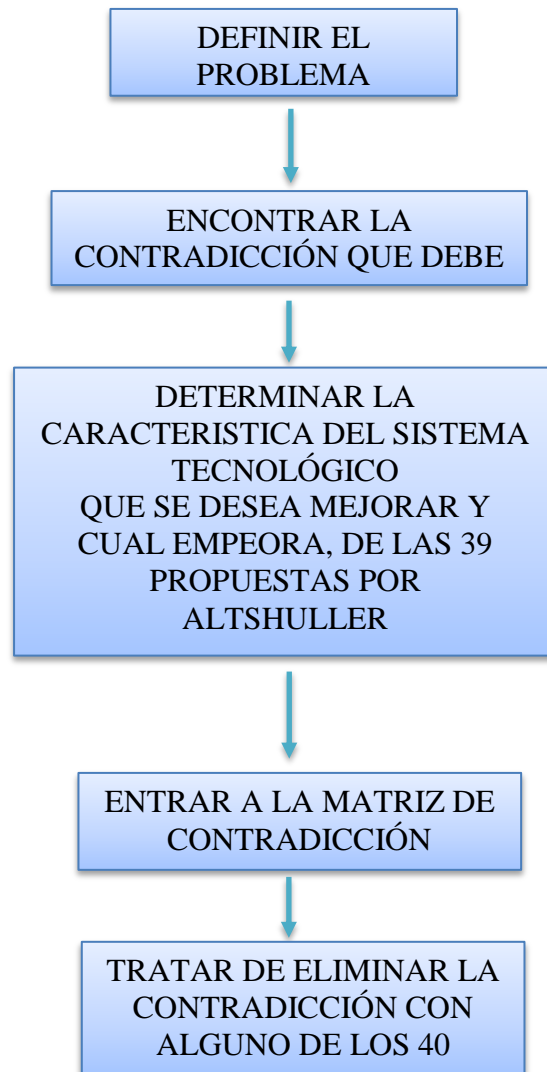 DEFINIR EL
PROBLEMA
ENCONTRAR LA
CONTRADICCIÓN QUE DEBE
DETERMINAR LA
CARACTERISTICA DEL SISTEMA
TECNOLÓGICO
QUE SE DESEA MEJORAR Y
CUAL EMPEORA, DE LAS 39
PROPUESTAS POR
ALTSHULLER
ENTRAR A LA MATRIZ DE
CONTRADICCIÓN
TRATAR DE ELIMINAR LA
CONTRADICCIÓN CON
ALGUNO DE LOS 40